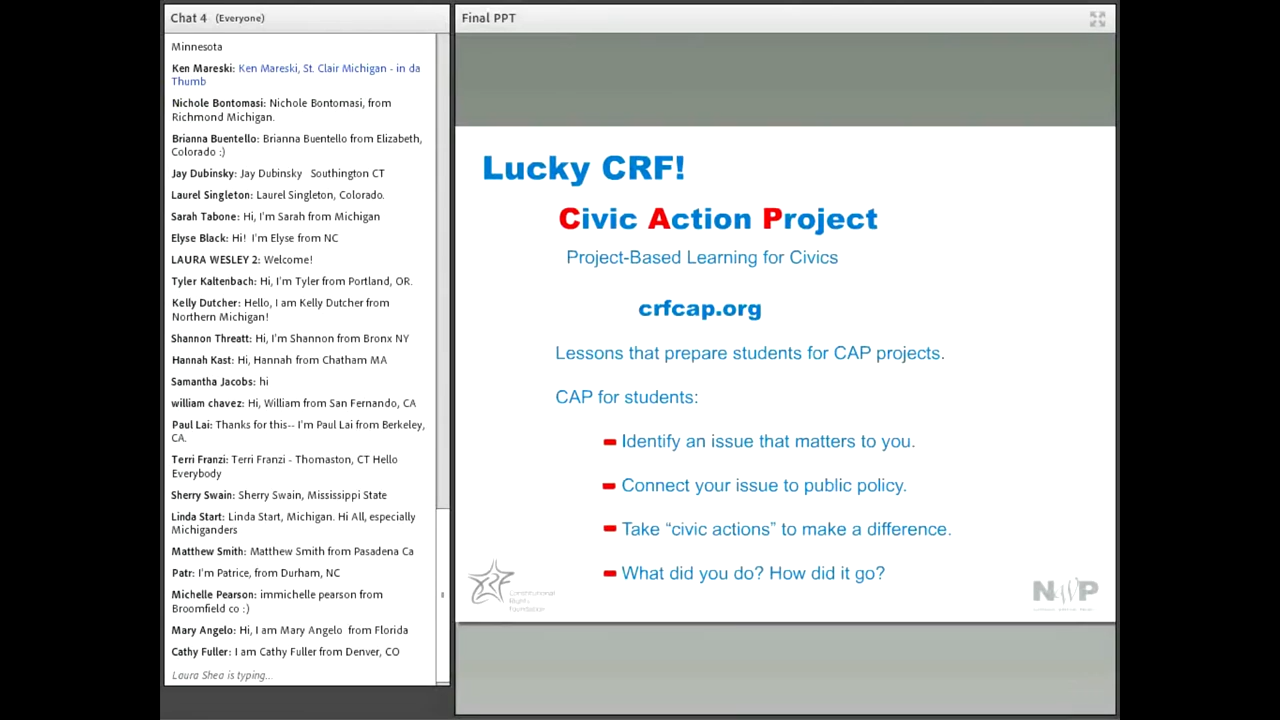 Chat 4 (Everyone)
Minnesota
Ken Mareski: Ken Mareski, St. Clair Michigan - in da
Thumb
Nichole Bontomasi: Nichole Bontomasi, from
Richmond Michigan.
Brianna Buentello: Brianna Buentello from Elizabeth,
Colorado :)
Jay Dubinsky: Jay Dubinsky Southington CT
Laurel Singleton: Laurel Singleton, Colorado.
Sarah Tabone: Hi, I'm Sarah from Michigan
Elyse Black: Hi! I'm Elyse from NC
LAURA WESLEY 2: Welcome!
Tyler Kaltenbach: Hi, I'm Tyler from Portland, OR.
Kelly Dutcher: Hello, I am Kelly Dutcher from
Northern Michigan!
Shannon Threatt: Hi, I'm Shannon from Bronx NY
Hannah Kast: Hi, Hannah from Chatham MA
Samantha Jacobs: hi
william chavez: Hi, William from San Fernando, CA
Paul Lai: Thanks for this-- I'm Paul Lai from Berkeley,
CA.
Terri Franzi: Terri Franzi - Thomaston, CT Hello
Everybody
Sherry Swain: Sherry Swain, Mississippi State
Linda Start: Linda Start, Michigan. Hi All, especially
Michiganders
Matthew Smith: Matthew Smith from Pasadena Ca
Patr: I'm Patrice, from Durham, NC
Michelle Pearson: immichelle pearson from
Broomfield co :)
Mary Angelo: Hi, I am Mary Angelo from Florida
Cathy Fuller: I am Cathy Fuller from Denver, CO
Laura Shea is typing...
Final PPT
Lucky CRF!
Civic Action Project
Project-Based Learning for Civics
crfcap.org
Lessons that prepare students for CAP projects.
CAP for students:
Identify an issue that matters to you.
Connect your issue to public policy.
Take “civic actions” to make a difference.
What did you do? How did it go?
CRF
Constitutional
Rights
Foundation
NWP